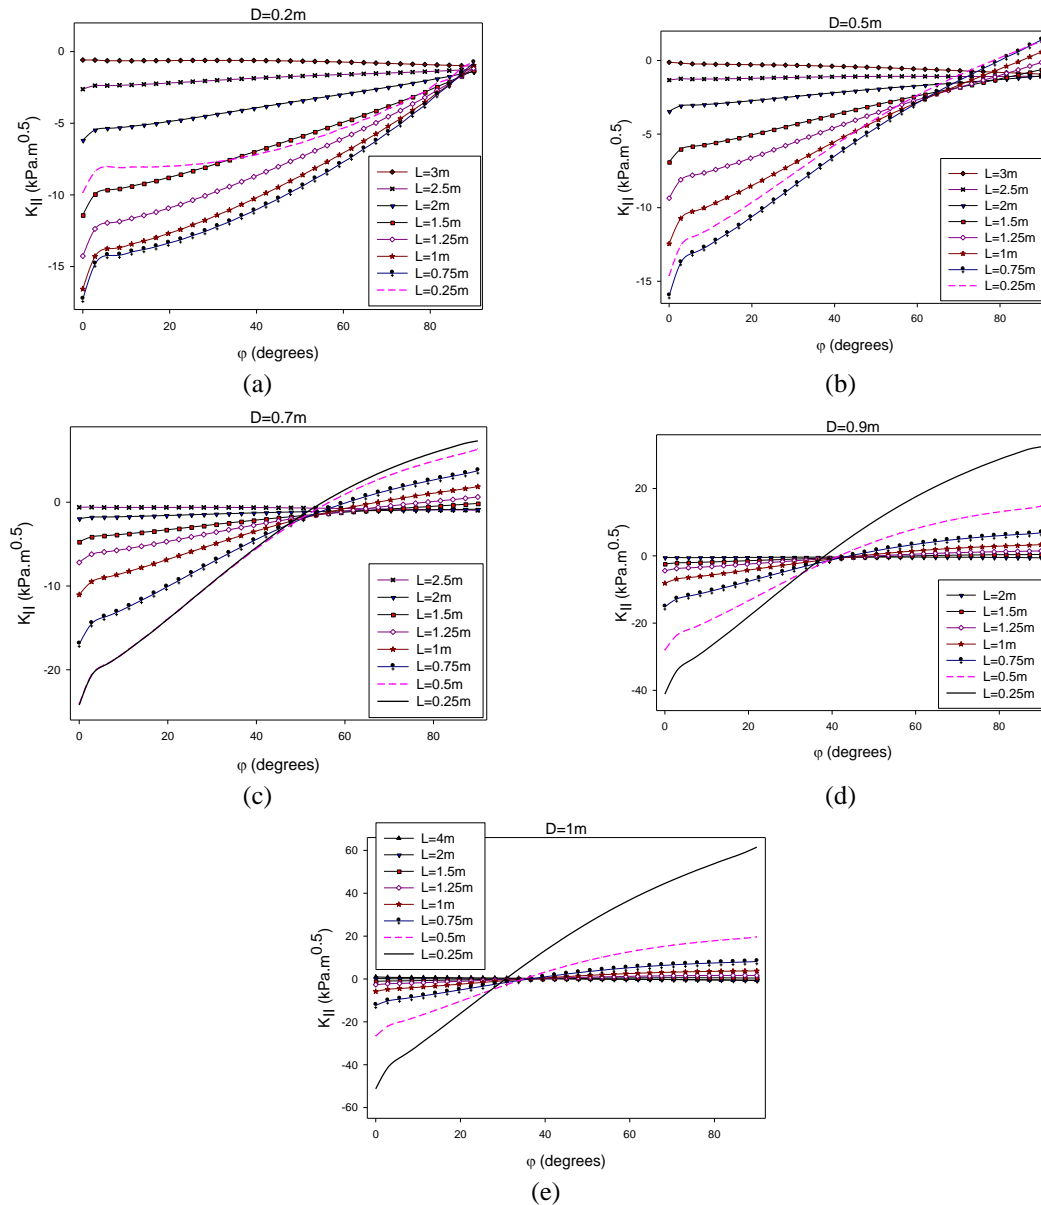 D=0.2m
K_II (kPa.m^0.5)
0
-5
-10
-15
L=3m
L=2.5m
L=2m
L=1.5m
L=1.25m
L=1m
L=0.75m
L=0.25m
0 20 40 60 80
φ (degrees)
(a)
D=0.5m
K_II (kPa.m^0.5)
0
-5
-10
-15
L=3m
L=2.5m
L=2m
L=1.5m
L=1.25m
L=1m
L=0.75m
L=0.25m
0 20 40 60 80
φ (degrees)
(b)
D=0.7m
K_II (kPa.m^0.5)
0
-10
-20
L=2.5m
L=2m
L=1.5m
L=1.25m
L=1m
L=0.75m
L=0.5m
L=0.25m
0 20 40 60 80
φ (degrees)
(c)
D=0.9m
K_II (kPa.m^0.5)
20
0
-20
-40
L=2m
L=1.5m
L=1.25m
L=1m
L=0.75m
L=0.5m
L=0.25m
0 20 40 60 80
φ (degrees)
(d)
D=1m
K_II (kPa.m^0.5)
L=4m
L=2m
L=1.5m
L=1.25m
L=1m
L=0.75m
L=0.5m
L=0.25m
60
40
20
0
-20
-40
-60
0 20 40 60 80
φ (degrees)
(e)